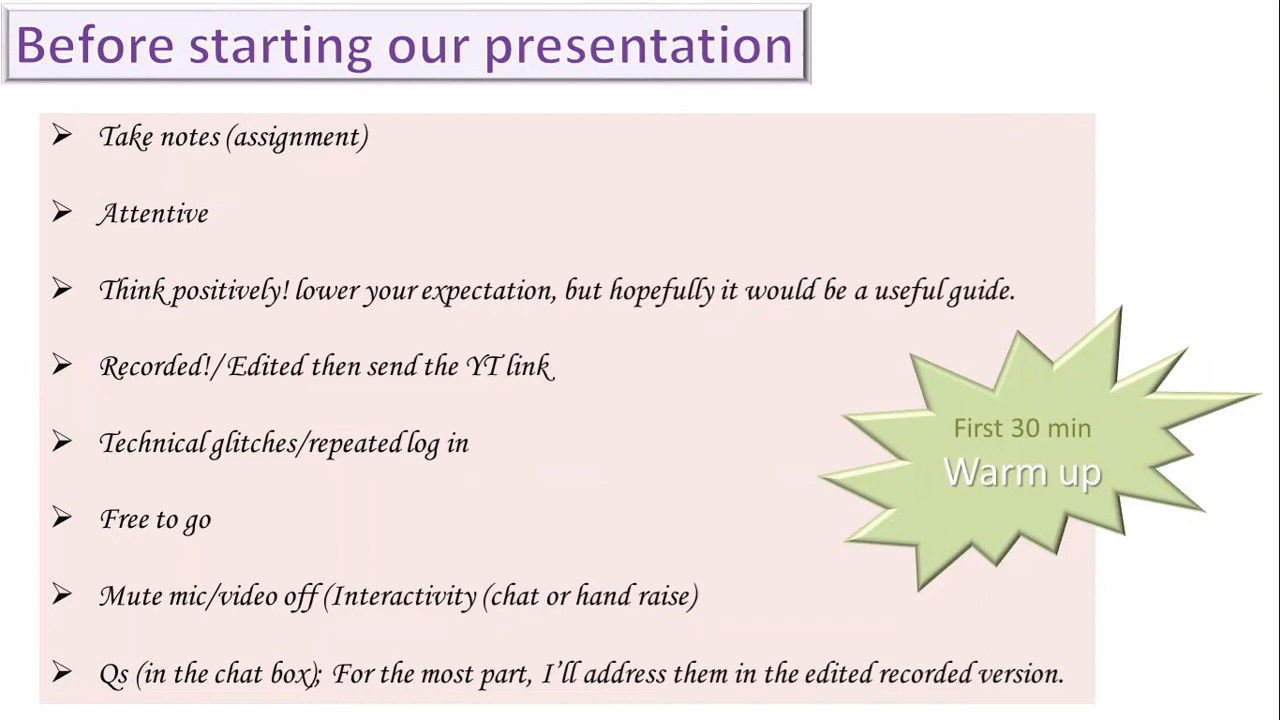 Before starting our presentation
Take notes (assignment)
Attentive
Think positively! lower your expectation, but hopefully it would be a useful guide.
Recorded!/Edited then send the YT link
Technical glitches/repeated log in
Free to go
Mute mic/video off (Interactivity (chat or hand raise)
Qs (in the chat box); For the most part, I'll address them in the edited recorded version.
First 30 min
Warm up